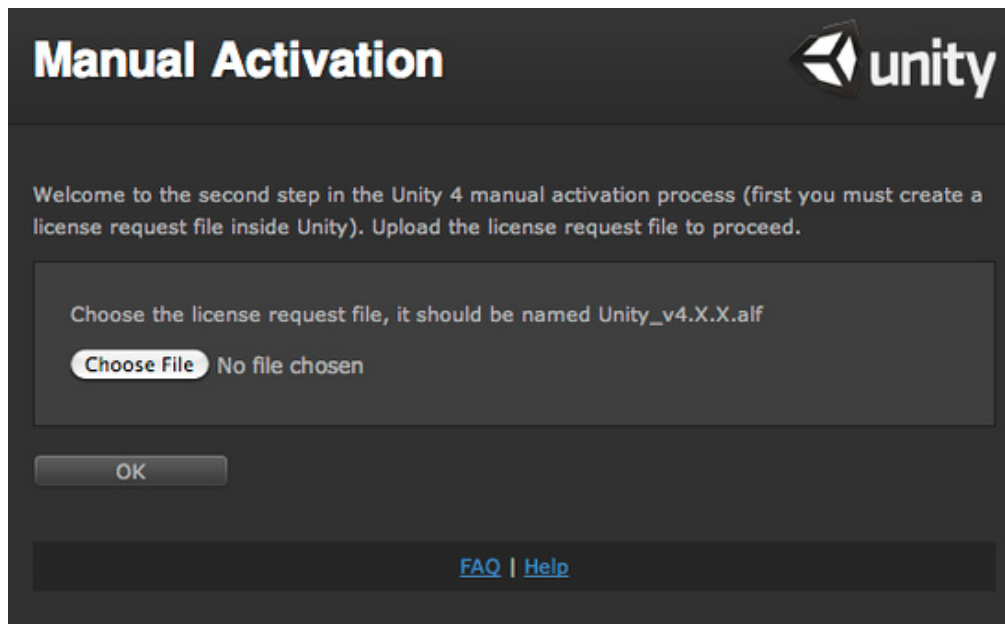 Manual Activation
unity
Welcome to the second step in the Unity 4 manual activation process (first you must create a
license request file inside Unity). Upload the license request file to proceed.
Choose the license request file, it should be named Unity_v4.X.X.alf
Choose File No file chosen
OK
FAQ | Help